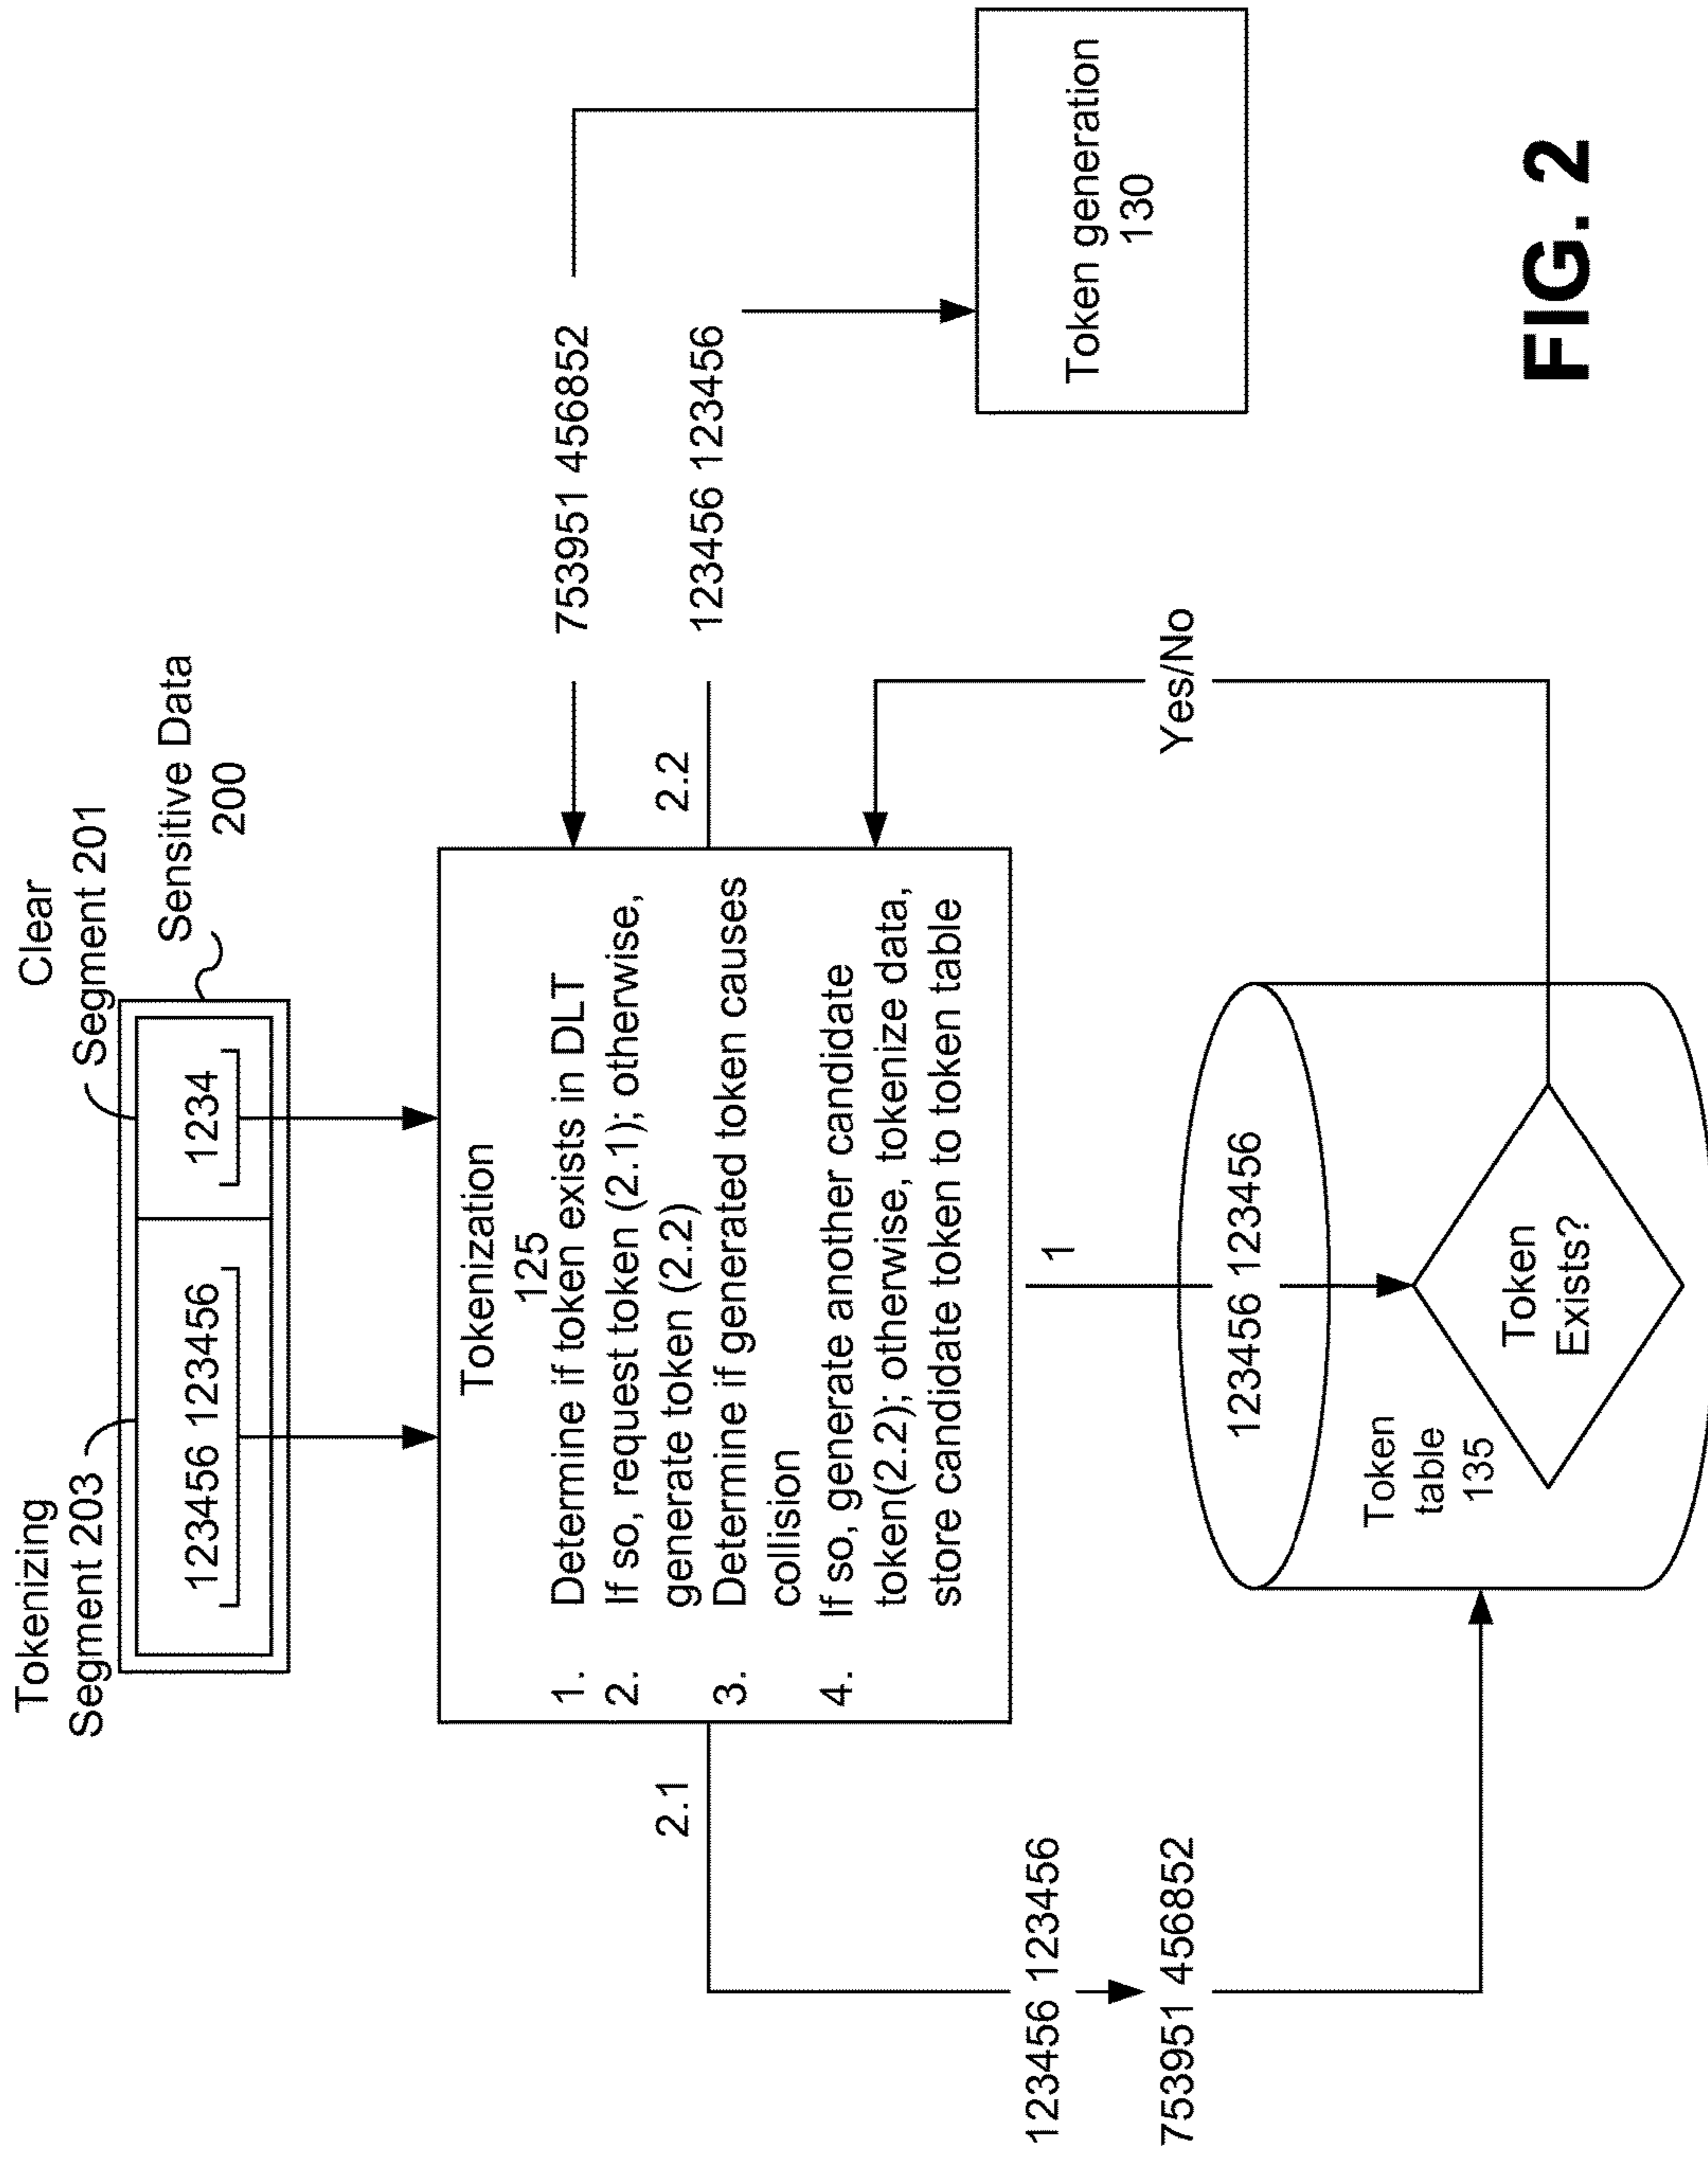 Tokenizing
Segment 203
Clear
Segment 201
Sensitive Data
200
123456 123456
1234
Tokenization
125
1. Determine if token exists in DLT
2. If so, request token (2.1); otherwise,
generate token (2.2)
3. Determine if generated token causes
collision
4. If so, generate another candidate
token(2.2); otherwise, tokenize data,
store candidate token to token table
2.1
123456 123456
753951 456852
2.2
753951 456852
123456 123456
Token generation
130
1
123456 123456
Token
table
135
Token
Exists?
Yes/No
FIG. 2